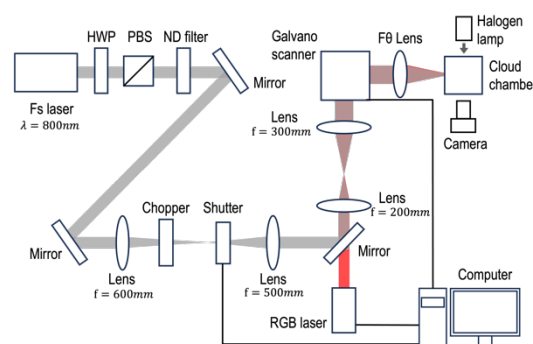 HWP
PBS
ND filter
Mirror
Fs laser
λ = 800nm
Galvano
scanner
Fθ Lens
Halogen
lamp
Cloud
chambe
Camera
Lens
f = 300mm
Lens
f = 200mm
Mirror
Lens
f = 600mm
Chopper
Shutter
Lens
f = 500mm
Mirror
RGB laser
Computer